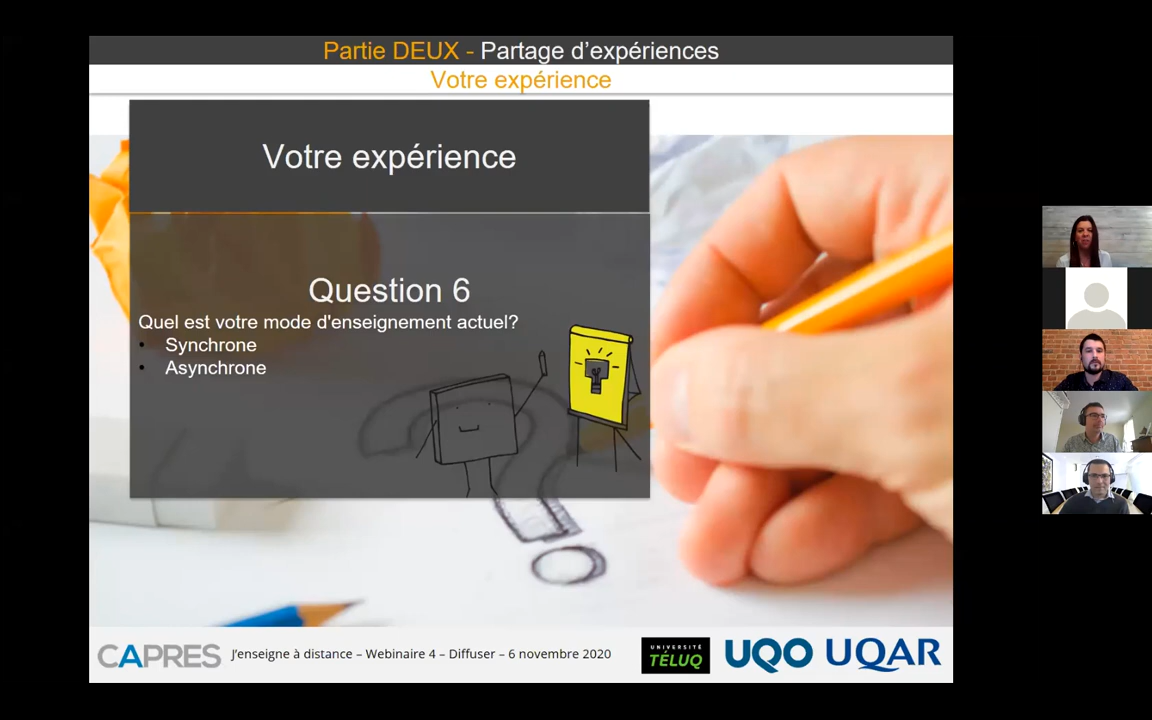 Partie DEUX - Partage d’expériences
Votre expérience
Votre expérience
Question 6
Quel est votre mode d'enseignement actuel?
• Synchrone
• Asynchrone
CAPRES
J’enseigne à distance – Webinaire 4 – Diffuser – 6 novembre 2020
UNIVERSITÉ
TÉLUQ
UQO
UQAR